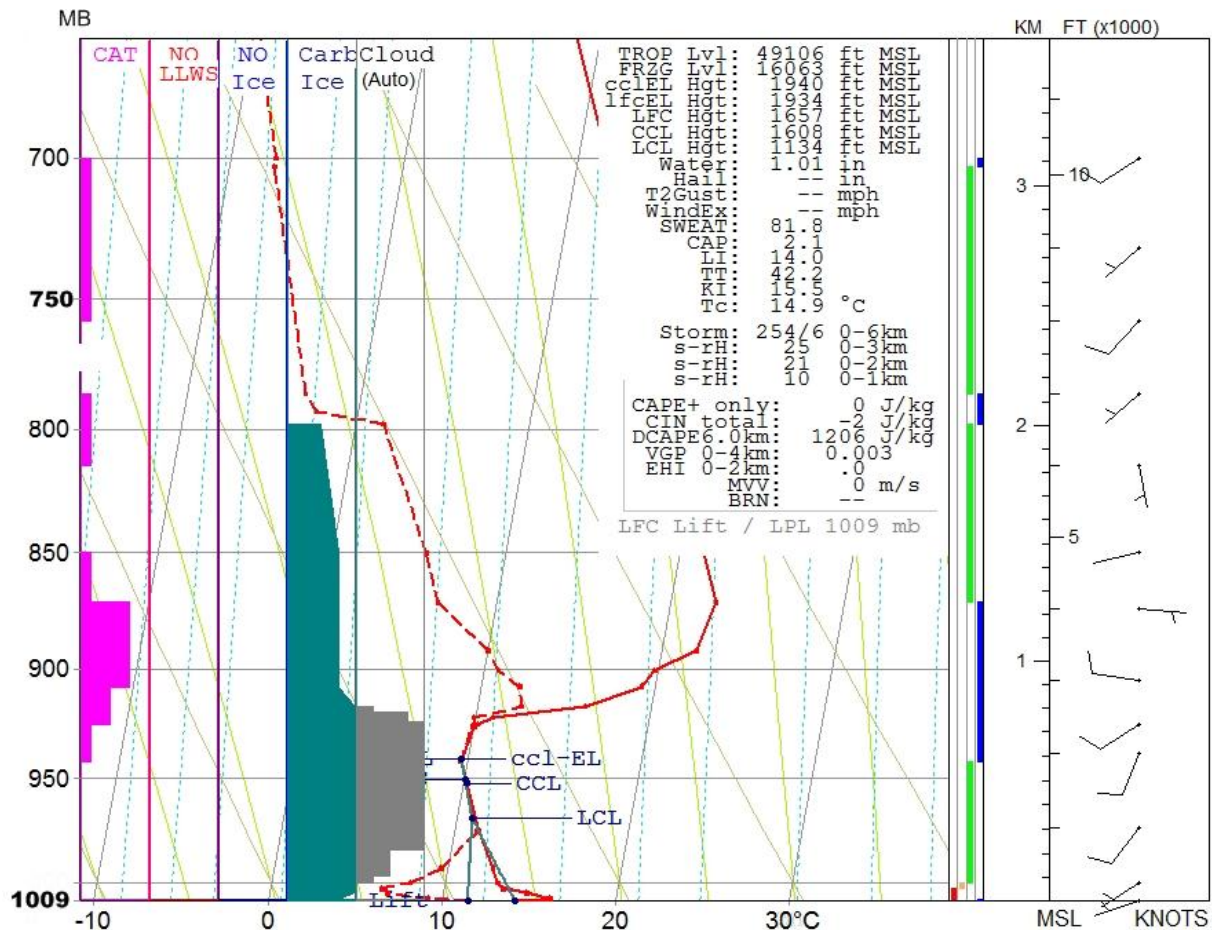 MB
KM FT (x1000)
CAT NO LLWS NO Ice Carb Ice Cloud (Auto)
TROP Lvl: 49106 ft MSL
FRZG Lvl: 16063 ft MSL
cclEL Hgt: 1940 ft MSL
lfcEL Hgt: 1934 ft MSL
LFC Hgt: 1657 ft MSL
CCL Hgt: 1608 ft MSL
LCL Hgt: 1134 ft MSL
Water: 1.01 in
Hail: -- in
T2Gust: -- mph
WindEx: -- mph
SWEAT: 81.8
CAP: 2.1
LI: 14.0
TT: 42.2
KI: 15.5
Tc: 14.9 °C
Storm: 254/6 0-6km
s-rH: 25 0-3km
s-rH: 21 0-2km
s-rH: 10 0-1km
CAPE+ only: 0 J/kg
CIN total: -2 J/kg
DCAPE6.0km: 1206 J/kg
VGP 0-4km: 0.003
EHI 0-2km: .0
MVV: 0 m/s
BRN: --
LFC Lift / LPL 1009 mb
700
750
800
850
900
950
1009
3 10
2
5
1
ccl-EL
CCL
LCL
Lift
-10 0 10 20 30°C
MSL KNOTS